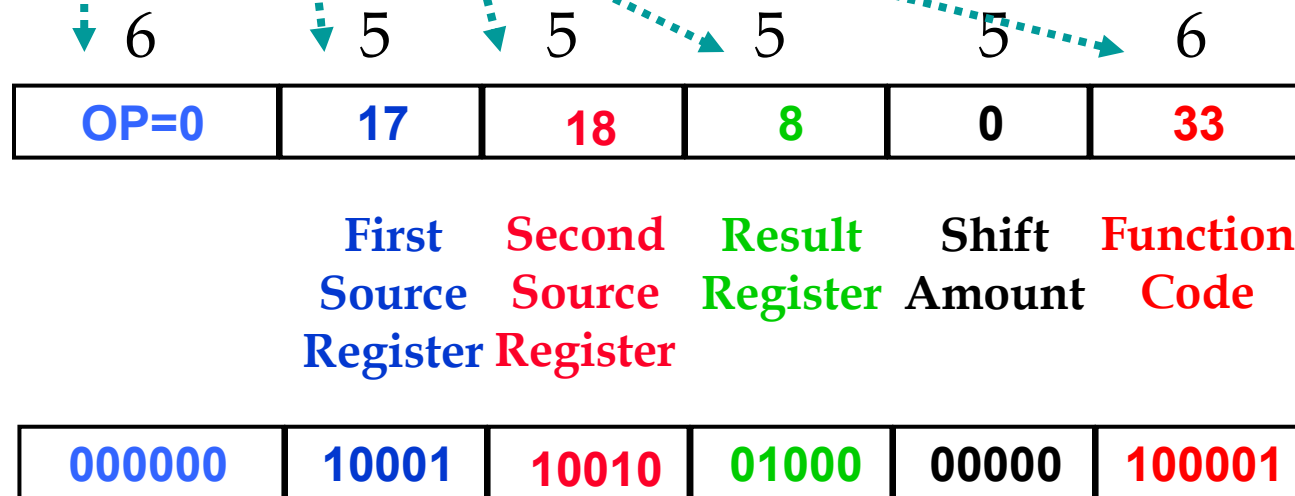 6 5 5 5 5 6
OP=0 17 18 8 0 33
First Second Result Shift Function
Source Source Register Amount Code
Register Register
000000 10001 10010 01000 00000 100001